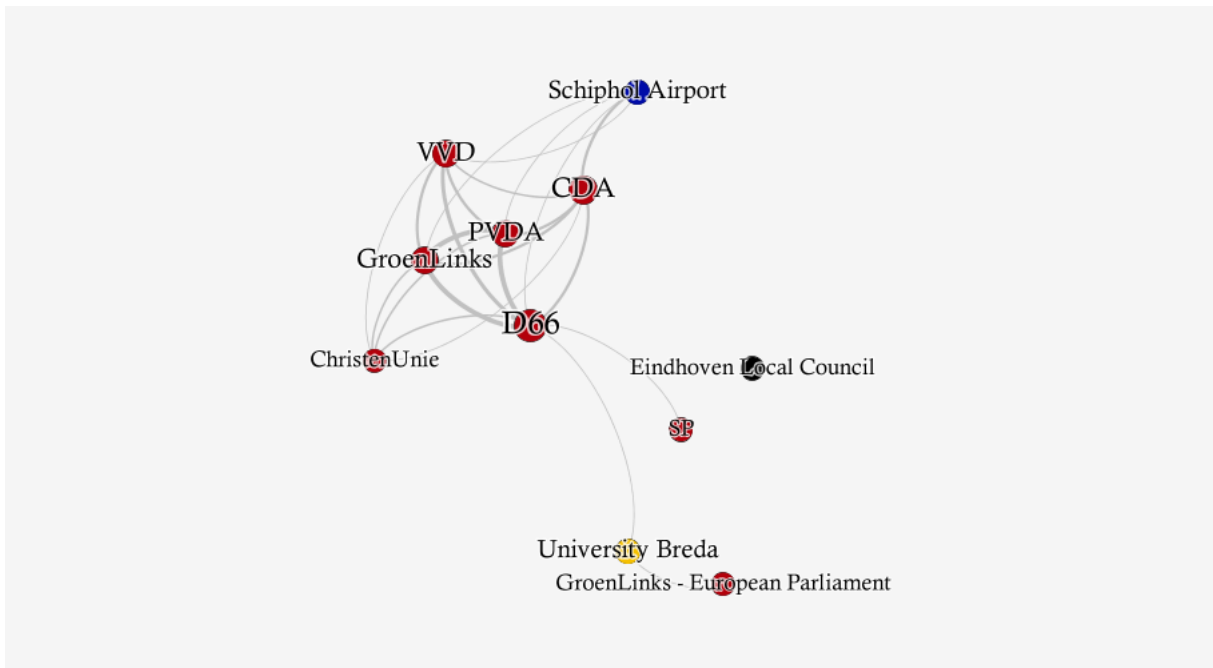 Schiphol Airport
VVD
CDA
PVDA
GroenLinks
D66
ChristenUnie
Eindhoven Local Council
SP
University Breda
GroenLinks - European Parliament